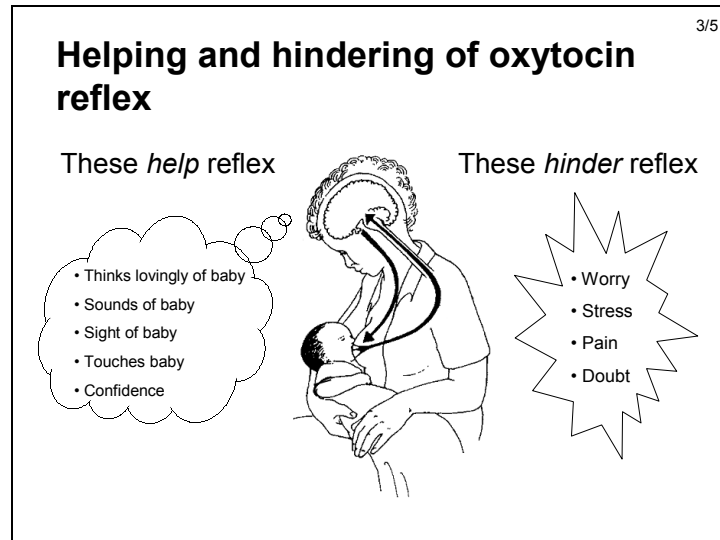 3/5
Helping and hindering of oxytocin
reflex
These help reflex
These hinder reflex
• Thinks lovingly of baby
• Sounds of baby
• Sight of baby
• Touches baby
• Confidence
• Worry
• Stress
• Pain
• Doubt